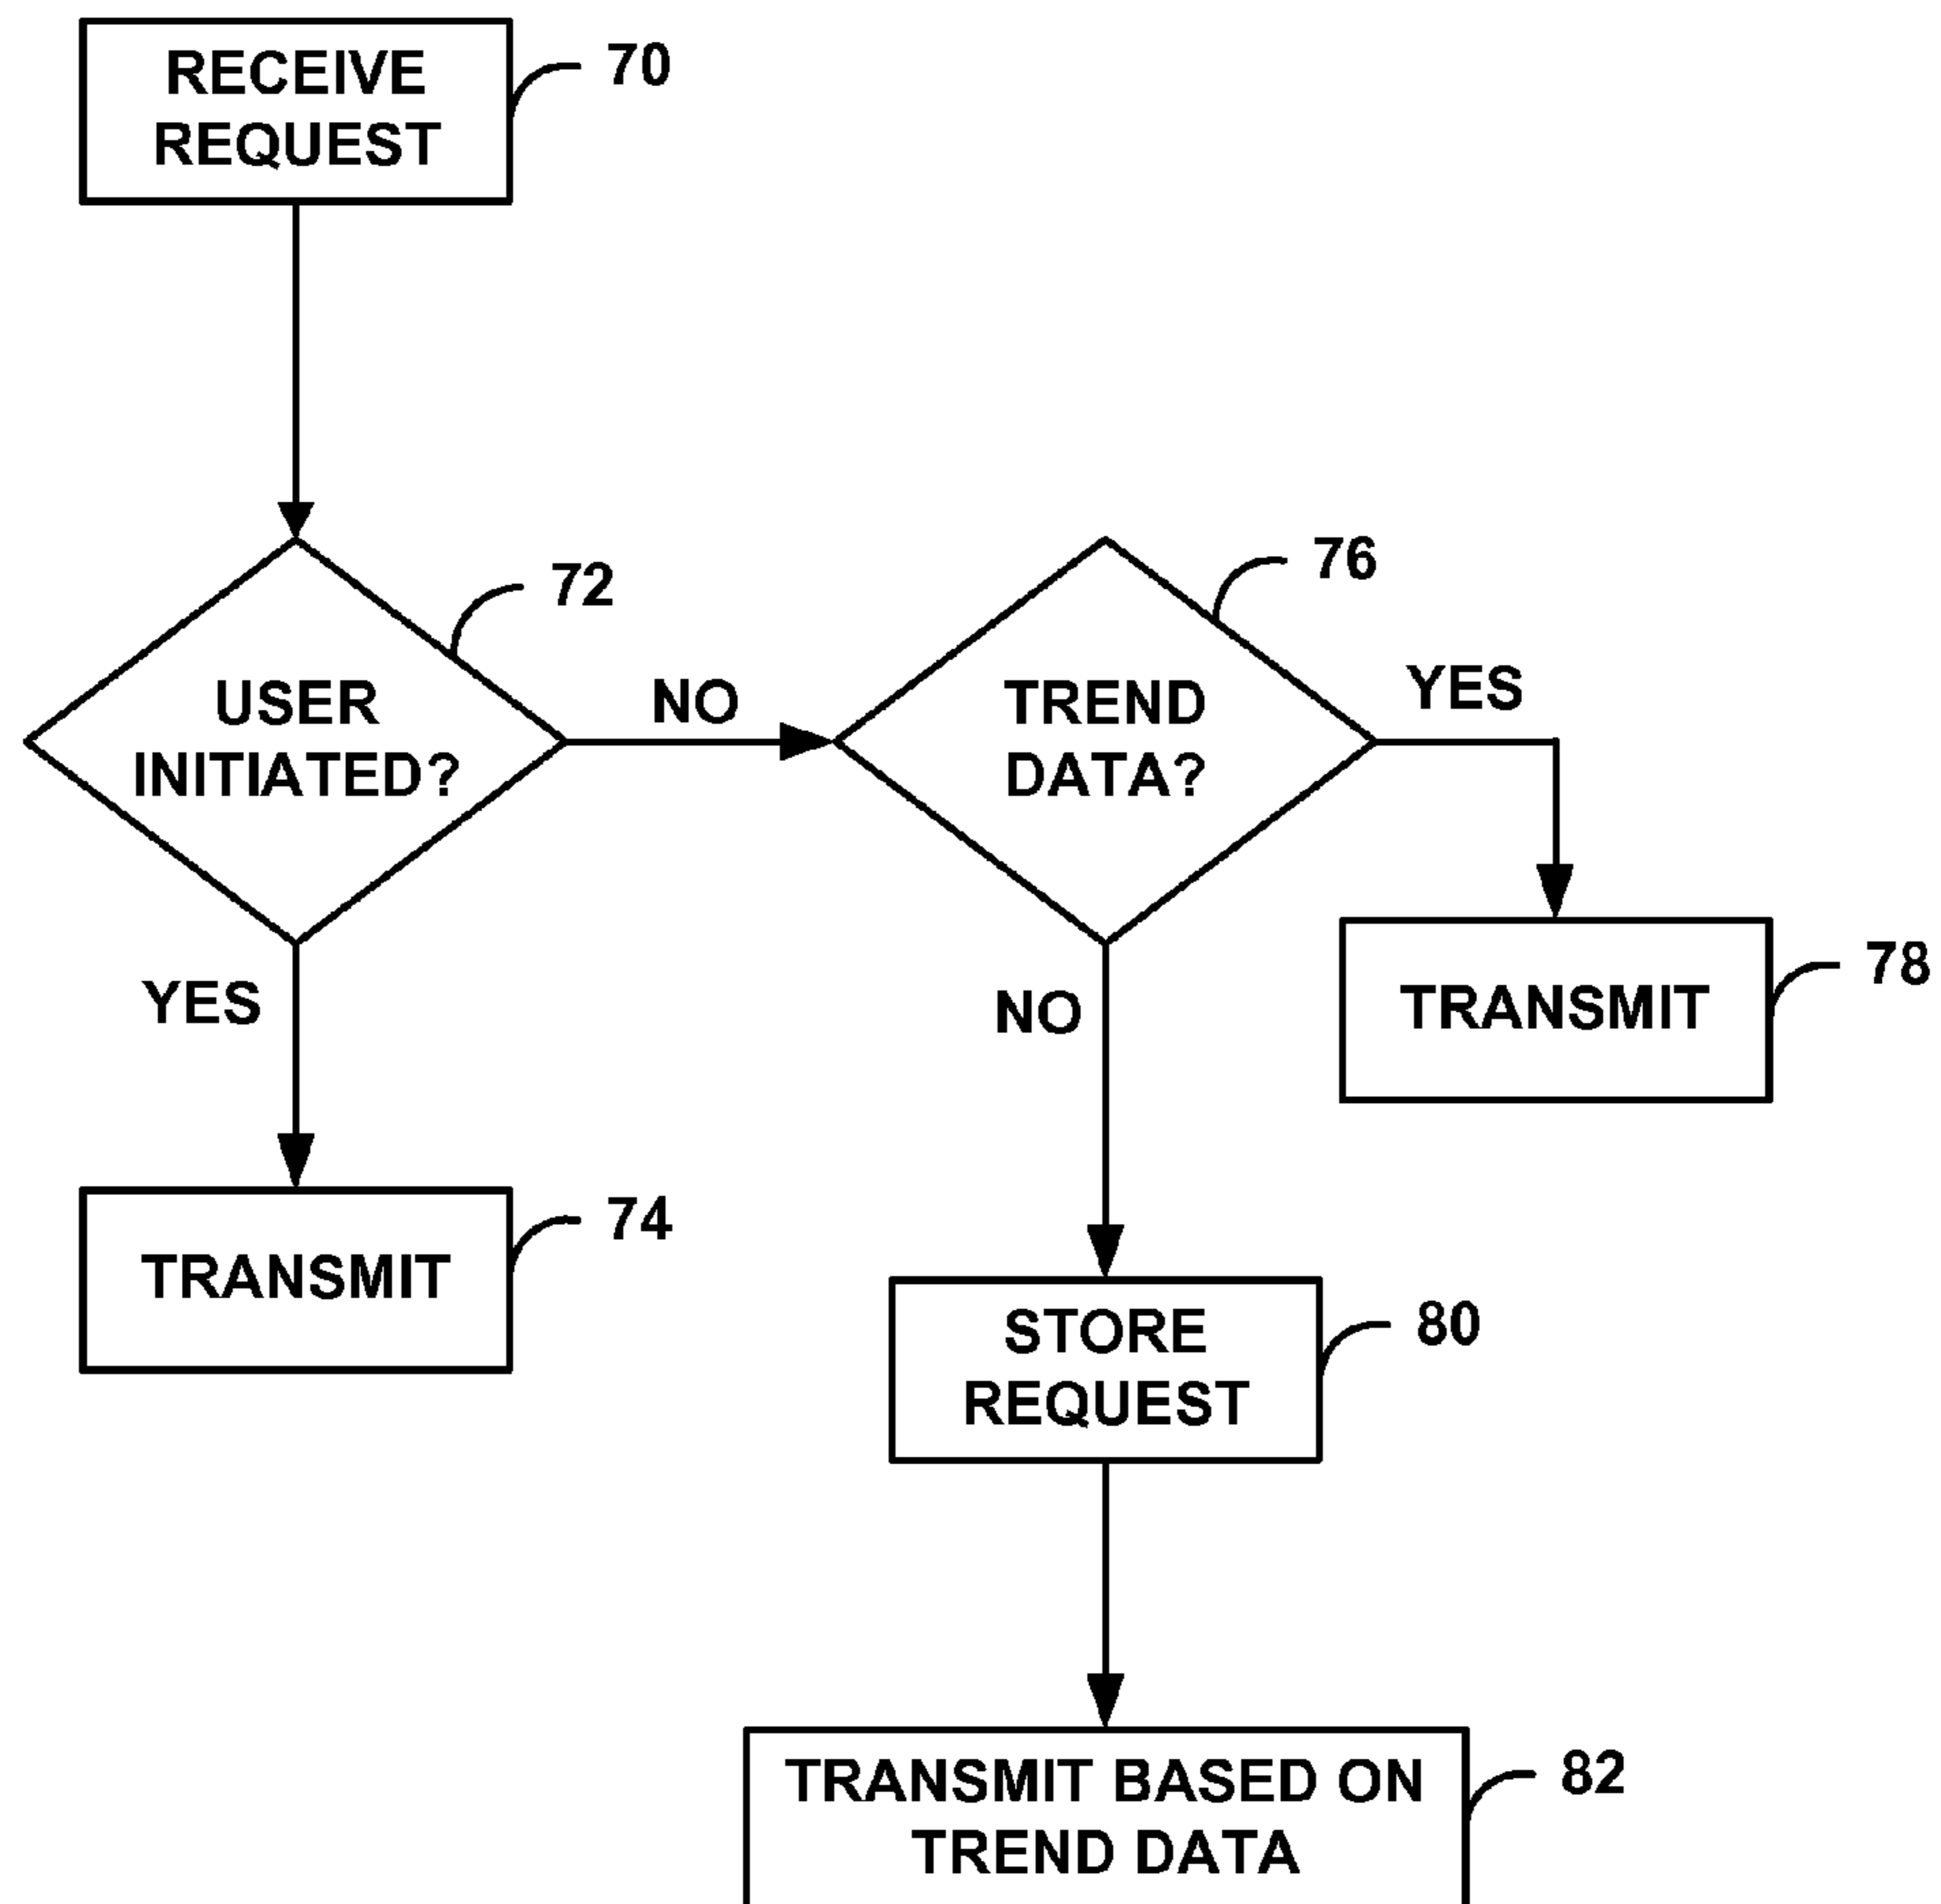 RECEIVE
REQUEST
70
USER
INITIATED?
72
NO
YES
TRANSMIT
74
TREND
DATA?
76
YES
TRANSMIT
78
NO
STORE
REQUEST
80
TRANSMIT BASED ON
TREND DATA
82